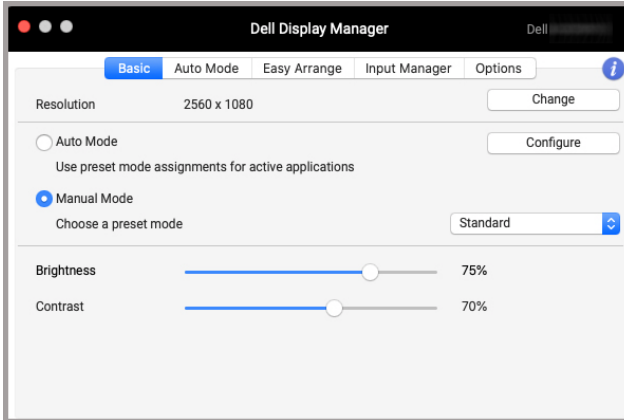 Dell Display Manager Dell
Basic Auto Mode Easy Arrange Input Manager Options i
Resolution 2560 x 1080 Change
Auto Mode Configure
Use preset mode assignments for active applications
Manual Mode
Choose a preset mode Standard
Brightness 75%
Contrast 70%